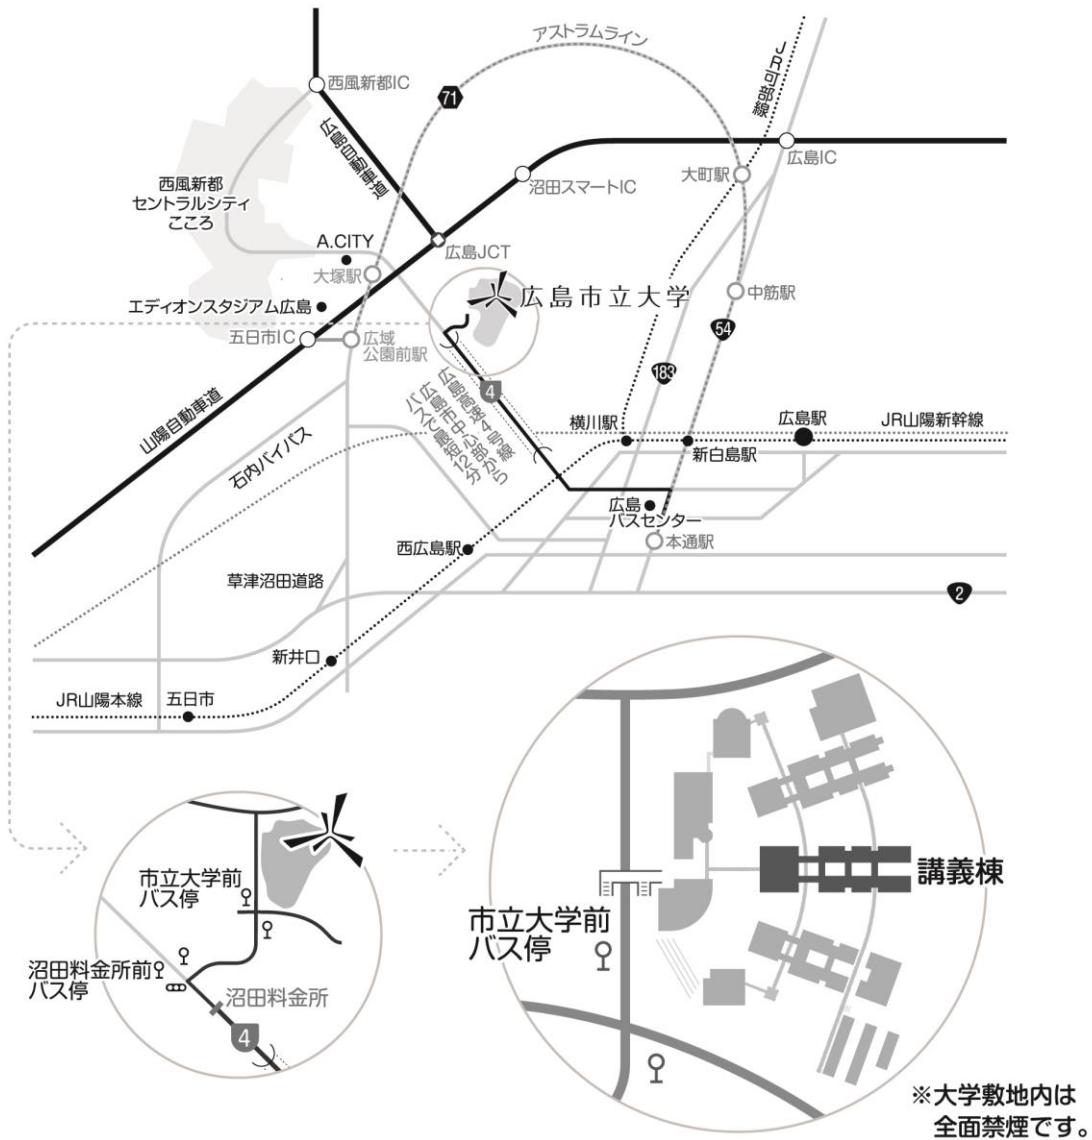 アストラムライン
JR可部線
西風新都IC
71
広島自動車道
広島IC
大町駅
沼田スマートIC
西風新都
セントラルシティ
こころ
A.CITY
広島JCT
大塚駅
広島市立大学
中筋駅
エディオンスタジアム広島
五日市IC
広域
公園前駅
54
183
4
広島高速4号線
広島市中心部から
バスで最短12分
山陽自動車道
石内バイパス
横川駅
広島駅
JR山陽新幹線
新白島駅
広島
バスセンター
本通駅
西広島駅
草津沼田道路
2
新井口
JR山陽本線
五日市
市立大学前
バス停
沼田料金所前
バス停
沼田料金所
4
講義棟
市立大学前
バス停
※大学敷地内は
全面禁煙です。